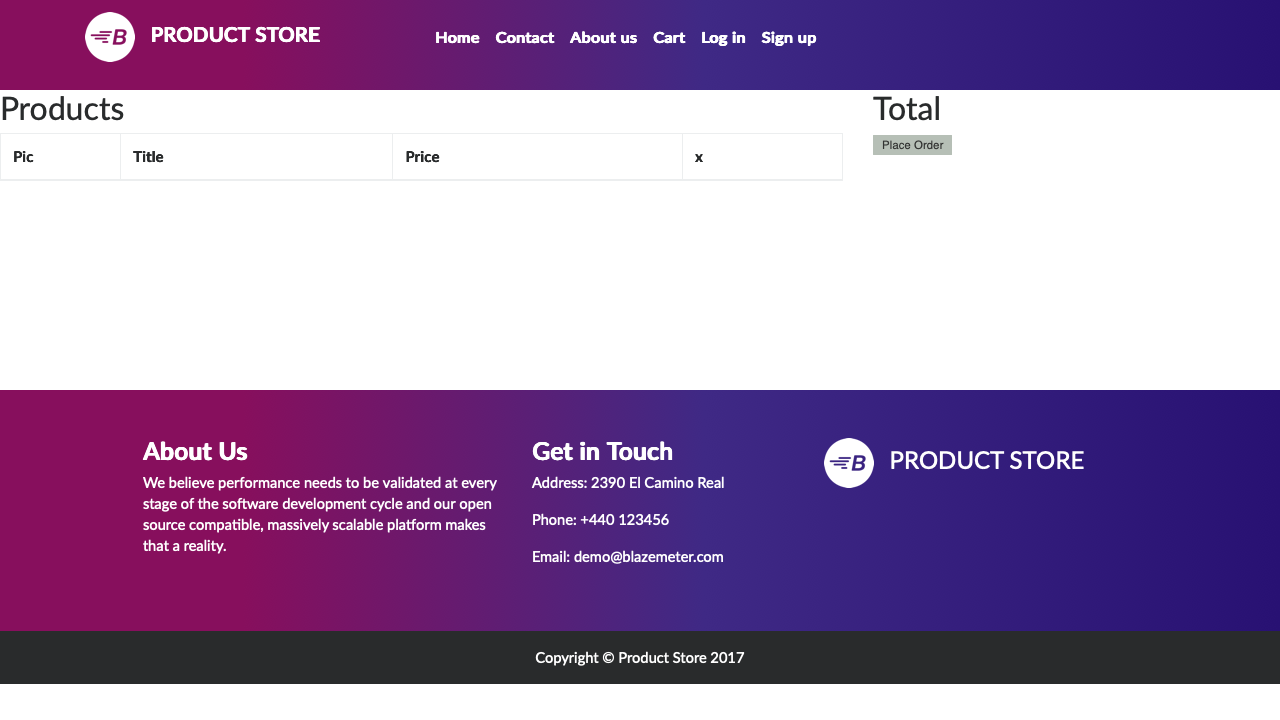 B PRODUCT STORE
Home Contact About us Cart Log in Sign up
Products
Total
Pic Title Price x
Place Order
About Us
We believe performance needs to be validated at every
stage of the software development cycle and our open
source compatible, massively scalable platform makes
that a reality.
Get in Touch
Address: 2390 El Camino Real
Phone: +440 123456
Email: demo@blazemeter.com
B PRODUCT STORE
Copyright © Product Store 2017